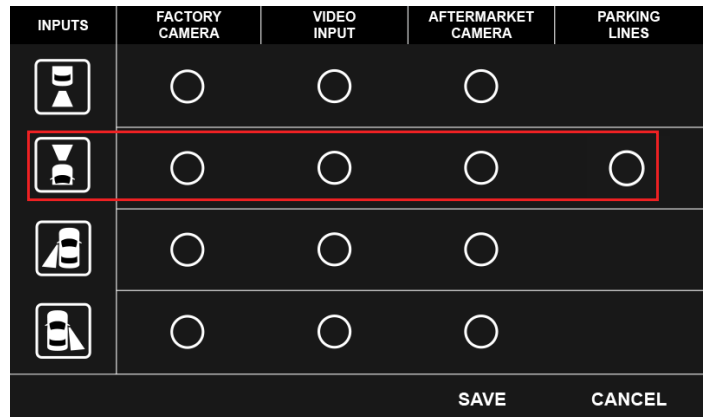 INPUTS
FACTORY
CAMERA
VIDEO
INPUT
AFTERMARKET
CAMERA
PARKING
LINES
SAVE
CANCEL